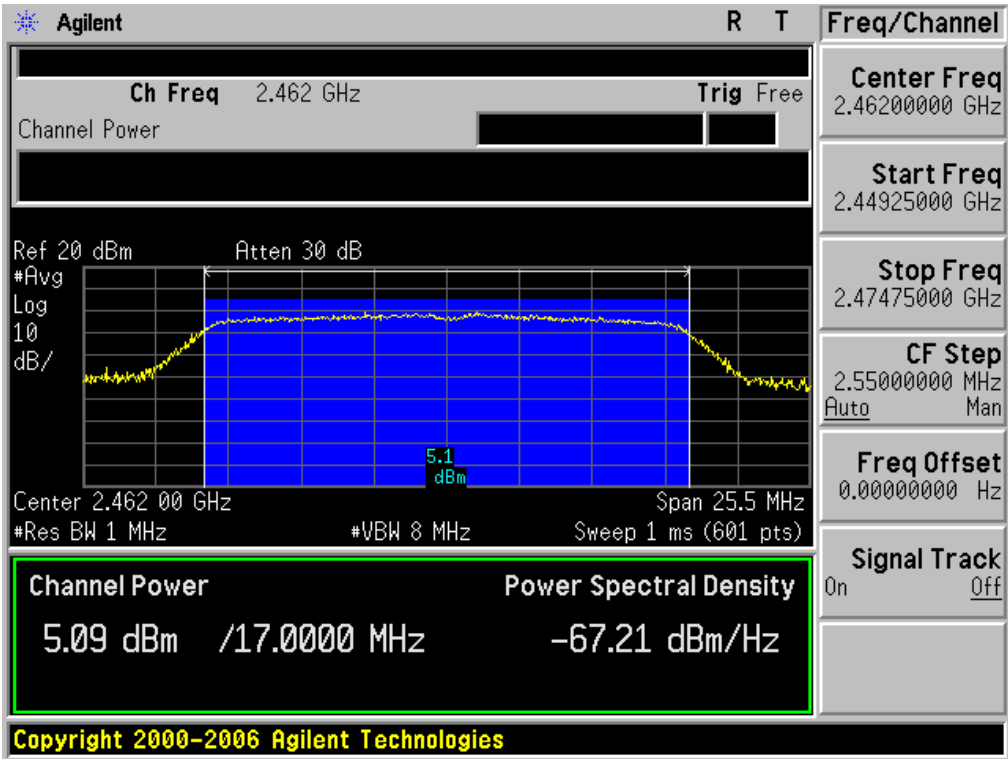 Agilent R T
Ch Freq 2.462 GHz Trig Free
Channel Power
Ref 20 dBm Atten 30 dB
#Avg
Log
10
dB/
5.1
dBm
Center 2.462 00 GHz Span 25.5 MHz
#Res BW 1 MHz #VBW 8 MHz Sweep 1 ms (601 pts)
Channel Power Power Spectral Density
5.09 dBm /17.0000 MHz -67.21 dBm/Hz
Copyright 2000-2006 Agilent Technologies
Freq/Channel
Center Freq
2.46200000 GHz
Start Freq
2.44925000 GHz
Stop Freq
2.47475000 GHz
CF Step
2.55000000 MHz
Auto Man
Freq Offset
0.00000000 Hz
Signal Track
On Off